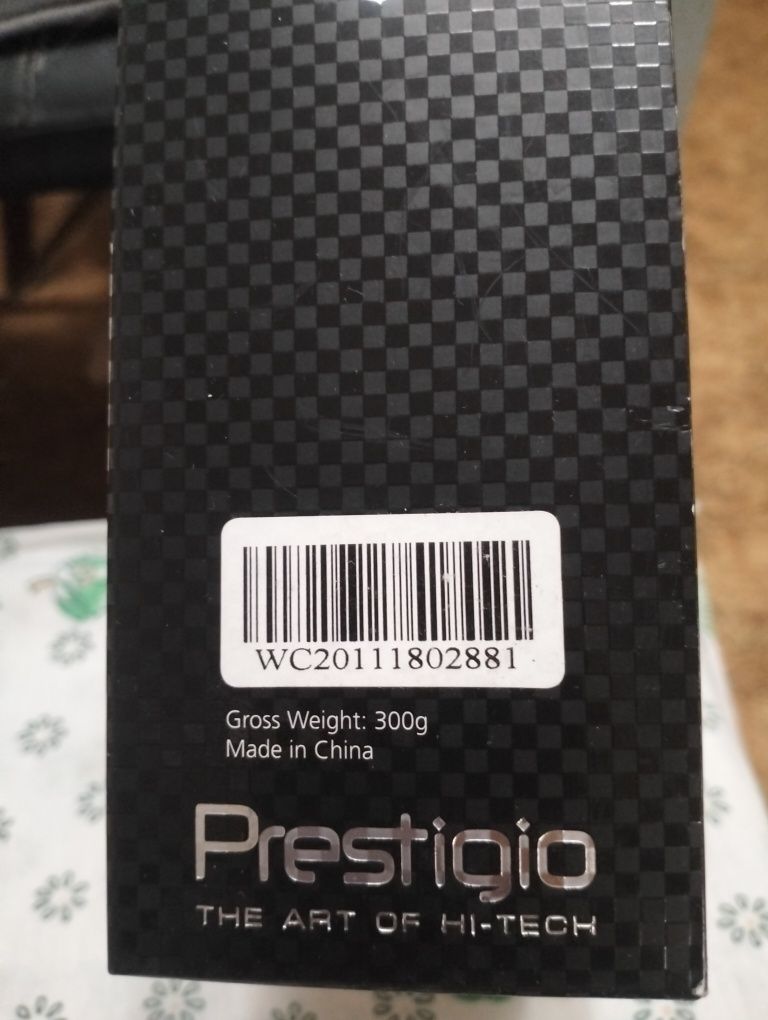 WC20111802881
Gross Weight: 300g
Made in China
Prestigio
THE ART OF HI-TECH